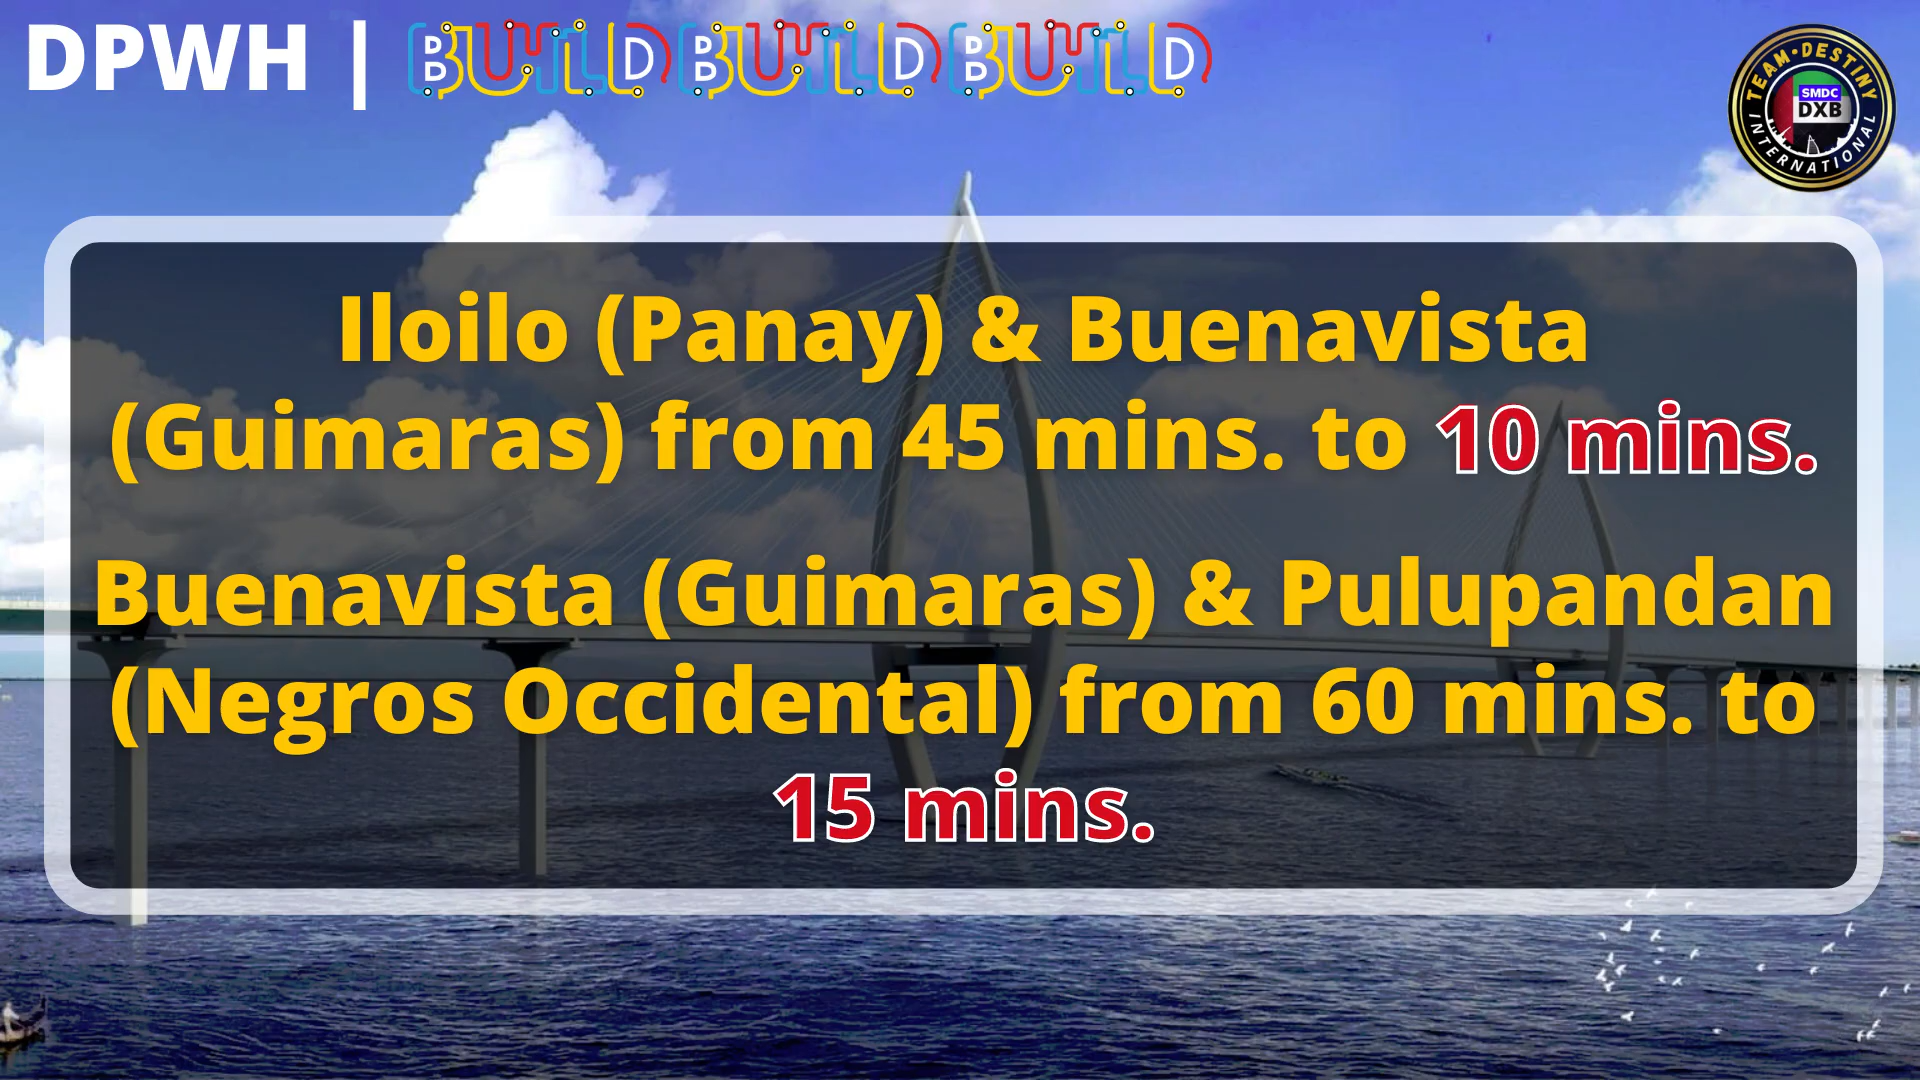 DPWH | BUILD BUILD BUILD
TEAM • DESTINY
SMDC
DXB
INTERNATIONAL
Iloilo (Panay) & Buenavista
(Guimaras) from 45 mins. to 10 mins.
Buenavista (Guimaras) & Pulupandan
(Negros Occidental) from 60 mins. to
15 mins.